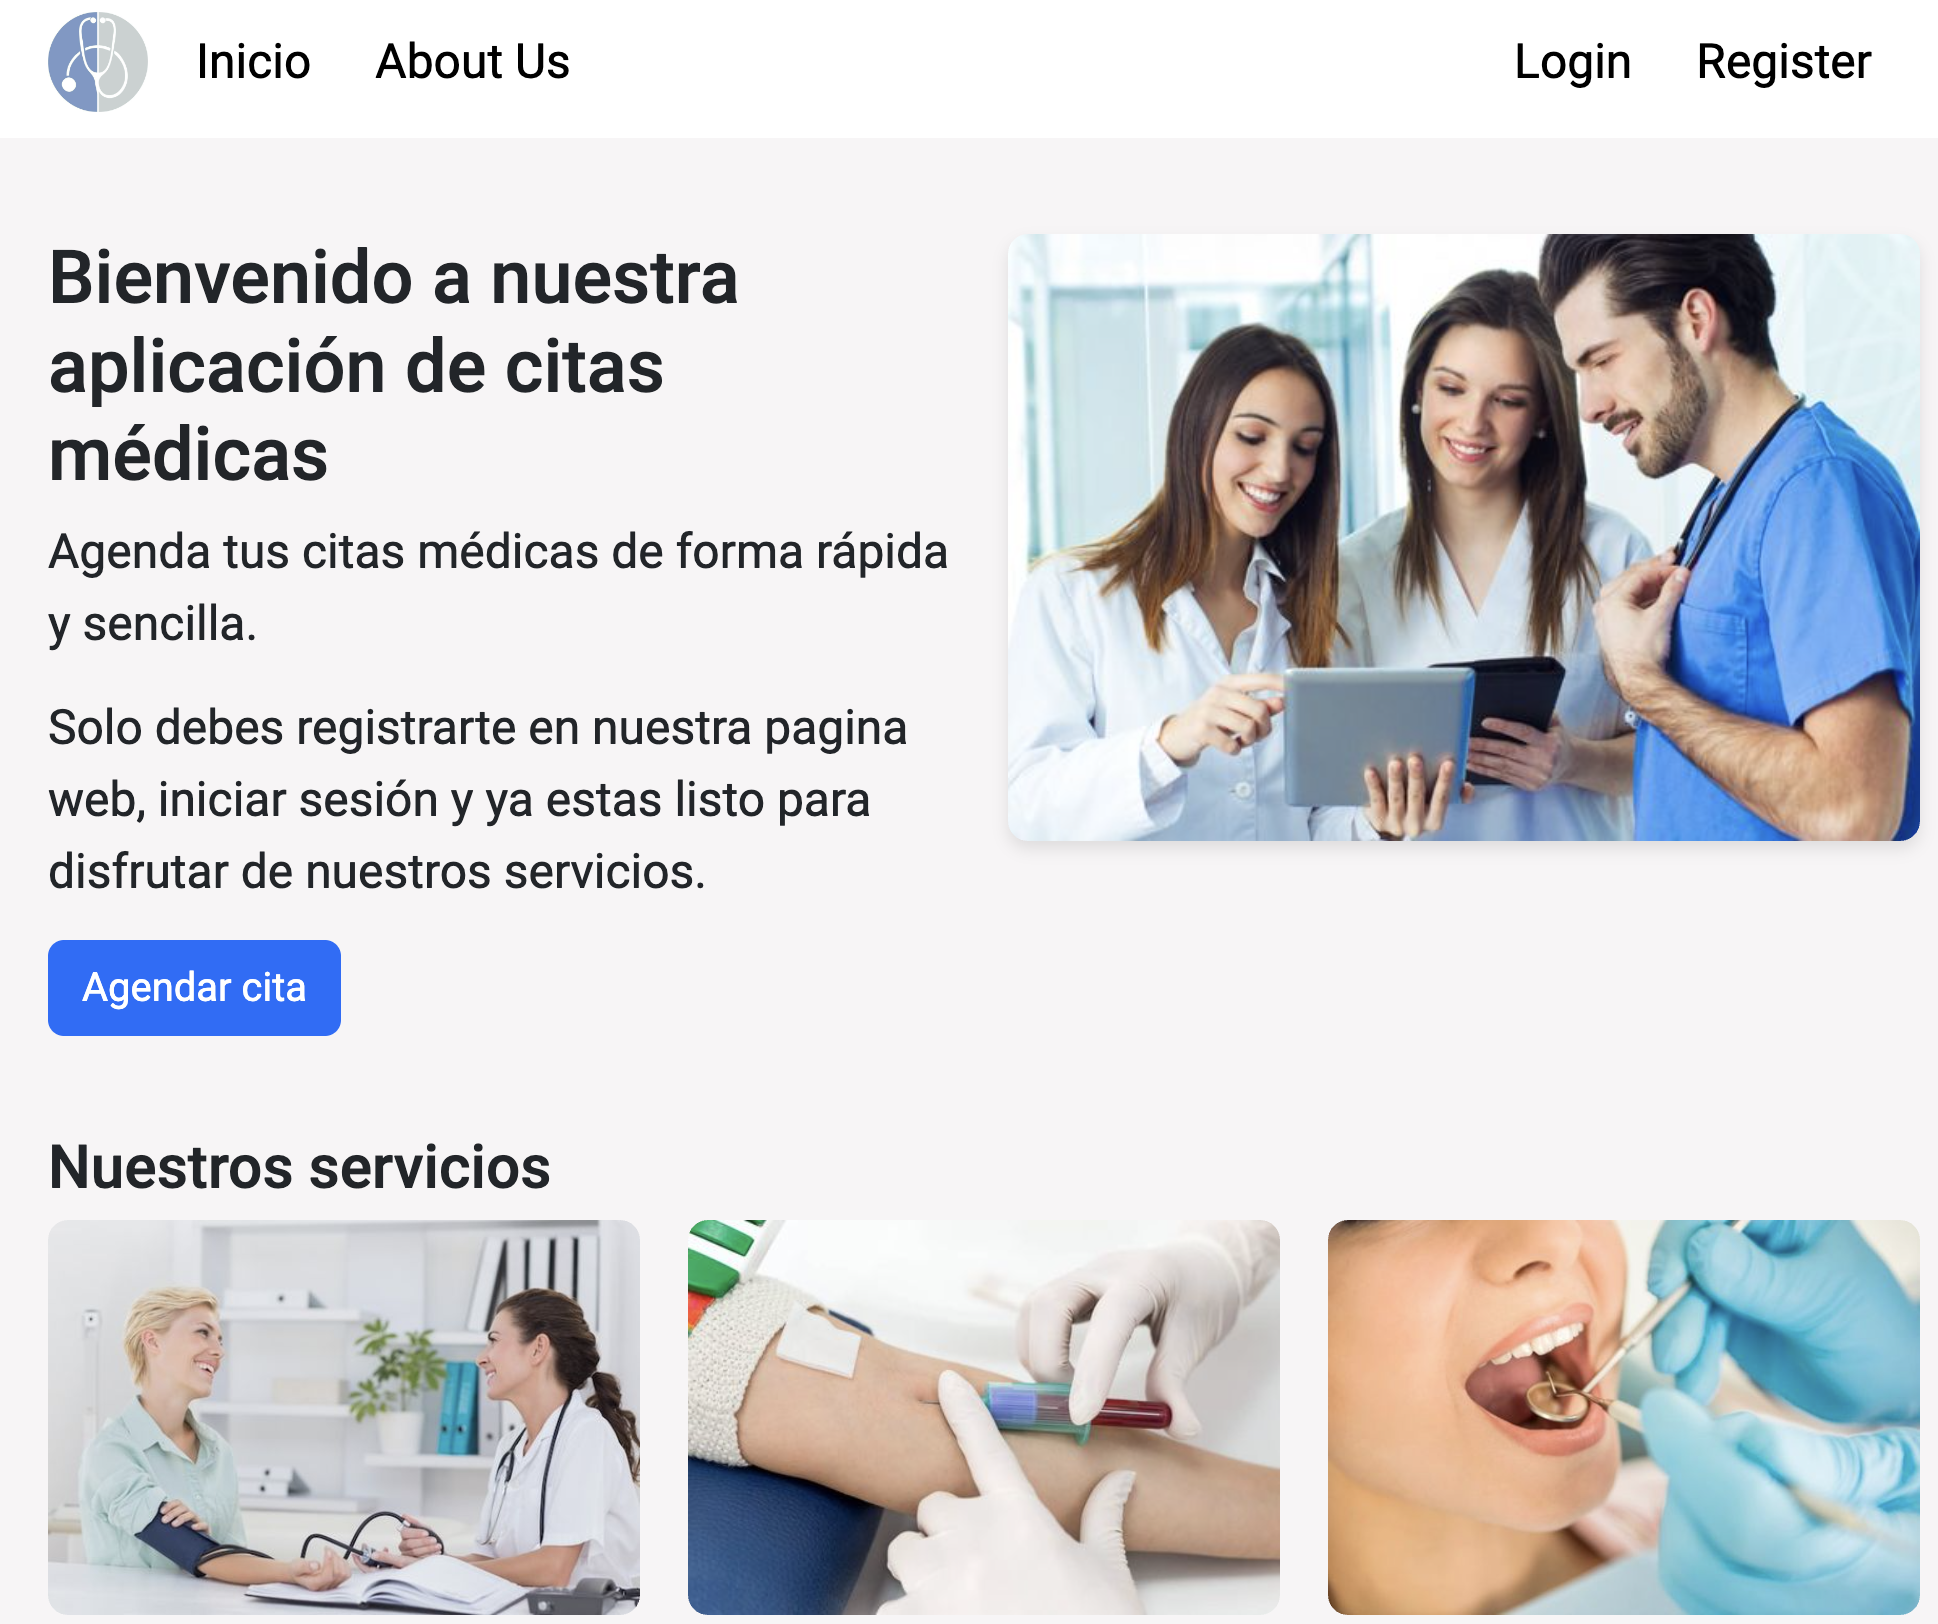 Inicio
About Us
Login
Register
Bienvenido a nuestra
aplicación de citas
médicas
Agenda tus citas médicas de forma rápida
y sencilla.
Solo debes registrarte en nuestra pagina
web, iniciar sesión y ya estas listo para
disfrutar de nuestros servicios.
Agendar cita
Nuestros servicios